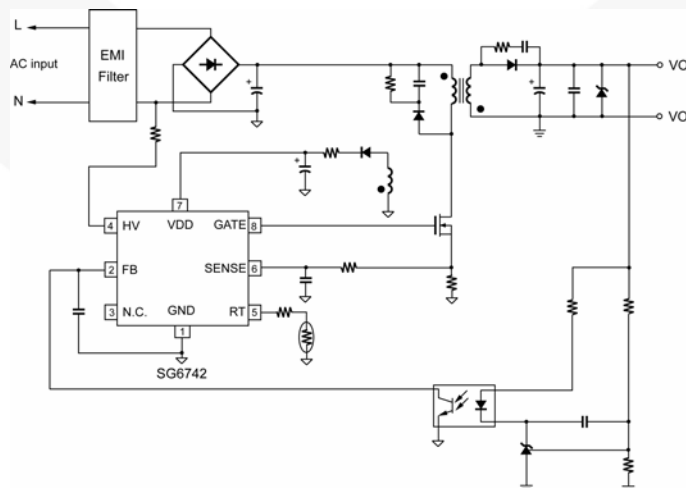 L
EMI
Filter
AC input
N
VO
VO
+
+
+
7
VDD
4
HV
GATE
8
2
FB
SENSE
6
3
N.C.
GND
RT
5
1
SG6742